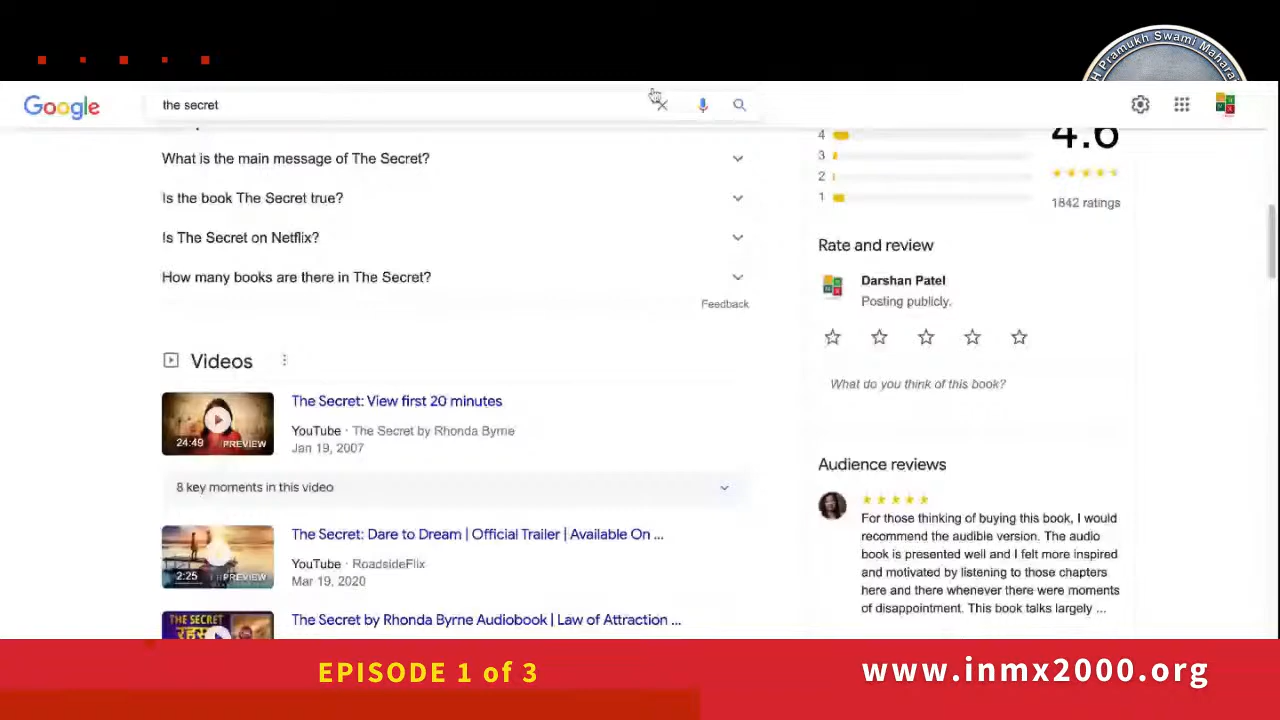 H Pramukh Swami Mahara
Google
the secret
What is the main message of The Secret?
Is the book The Secret true?
Is The Secret on Netflix?
How many books are there in The Secret?
Feedback
Videos
24:49 PREVIEW
The Secret: View first 20 minutes
YouTube · The Secret by Rhonda Byrne
Jan 19, 2007
8 key moments in this video
2:25 PREVIEW
The Secret: Dare to Dream | Official Trailer | Available On ...
YouTube · RoadsideFlix
Mar 19, 2020
THE SECRET
The Secret by Rhonda Byrne Audiobook | Law of Attraction ...
4
3
2
1
4.6
1842 ratings
Rate and review
Darshan Patel
Posting publicly.
What do you think of this book?
Audience reviews
For those thinking of buying this book, I would
recommend the audible version. The audio
book is presented well and I felt more inspired
and motivated by listening to those chapters
here and there whenever there were moments
of disappointment. This book talks largely ...
EPISODE 1 of 3
www.inmx2000.org